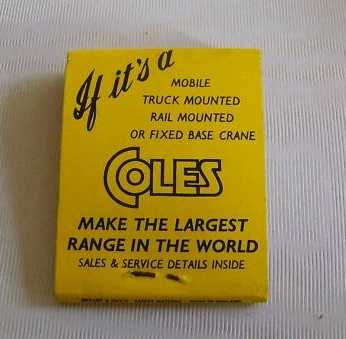 If it's a
MOBILE
TRUCK MOUNTED
RAIL MOUNTED
OR FIXED BASE CRANE
COLES
MAKE THE LARGEST
RANGE IN THE WORLD
SALES & SERVICE DETAILS INSIDE